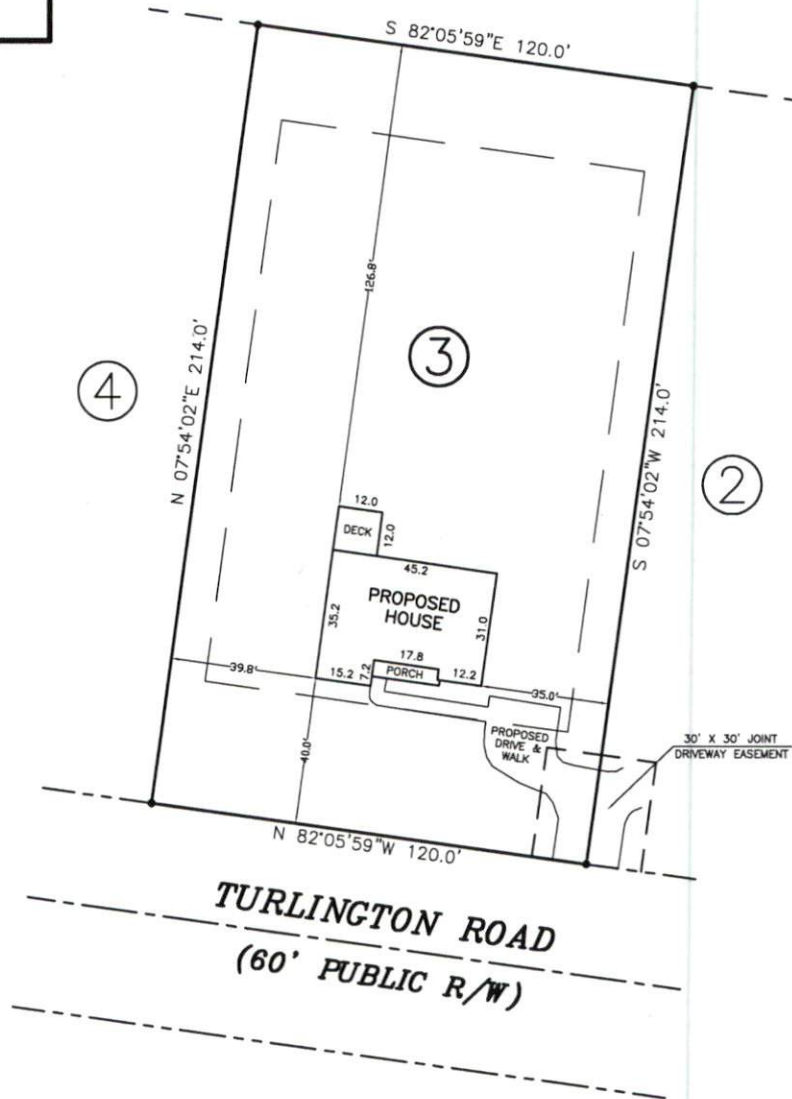 S 82°05'59"E 120.0'
126.8'
3
N 07°54'02"E 214.0'
4
S 07°54'02"W 214.0'
2
12.0
DECK
12.0
45.2
PROPOSED
HOUSE
35.2
31.0
17.8
PORCH
39.8'
15.2
7.2
12.2
35.0'
PROPOSED
DRIVE &
WALK
30' X 30' JOINT
DRIVEWAY EASEMENT
40.0'
N 82°05'59"W 120.0'
TURLINGTON ROAD
(60' PUBLIC R/W)